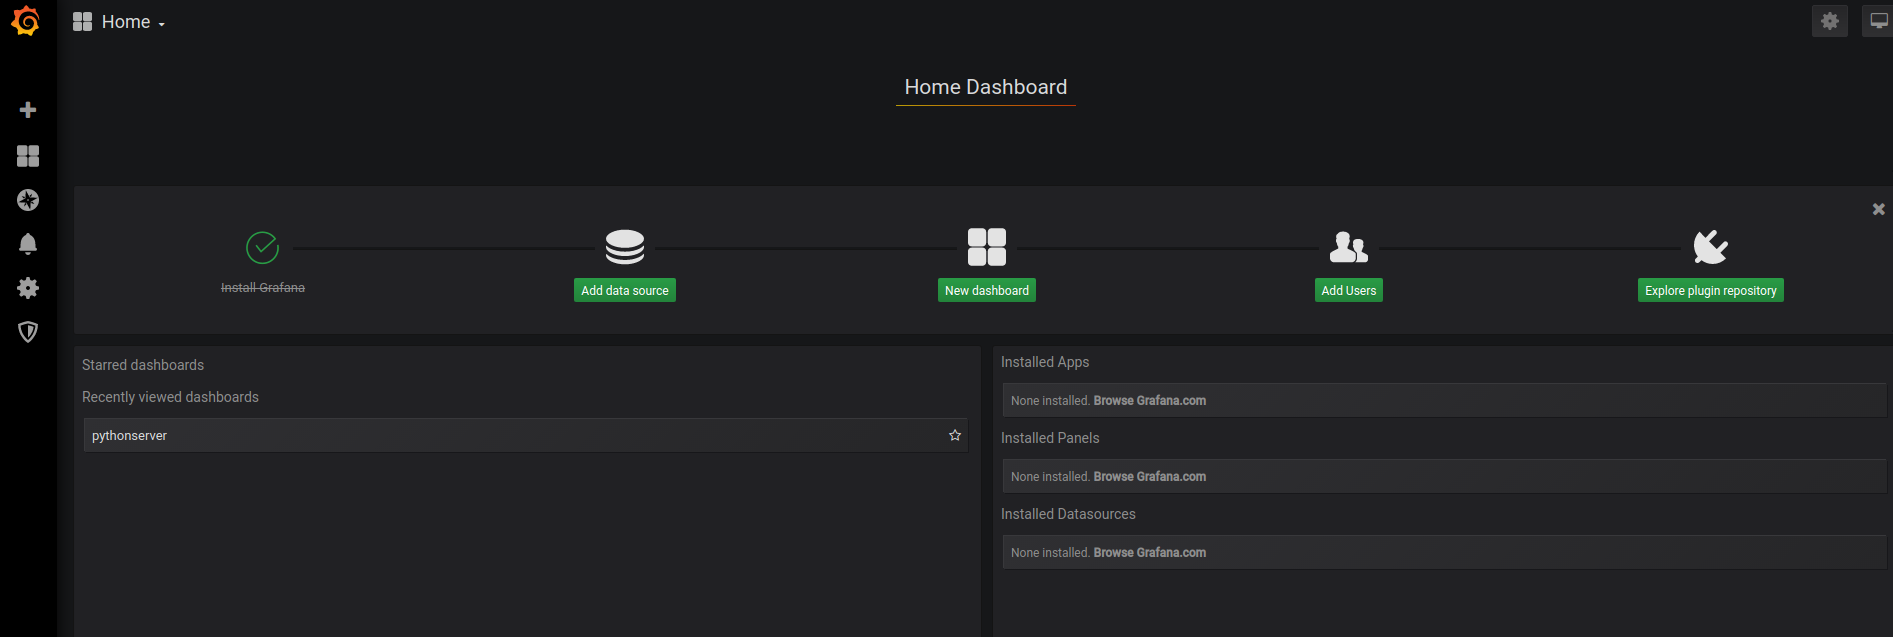 Home
Home Dashboard
Install Grafana
Add data source
New dashboard
Add Users
Explore plugin repository
Starred dashboards
Recently viewed dashboards
pythonserver
Installed Apps
None installed. Browse Grafana.com
Installed Panels
None installed. Browse Grafana.com
Installed Datasources
None installed. Browse Grafana.com